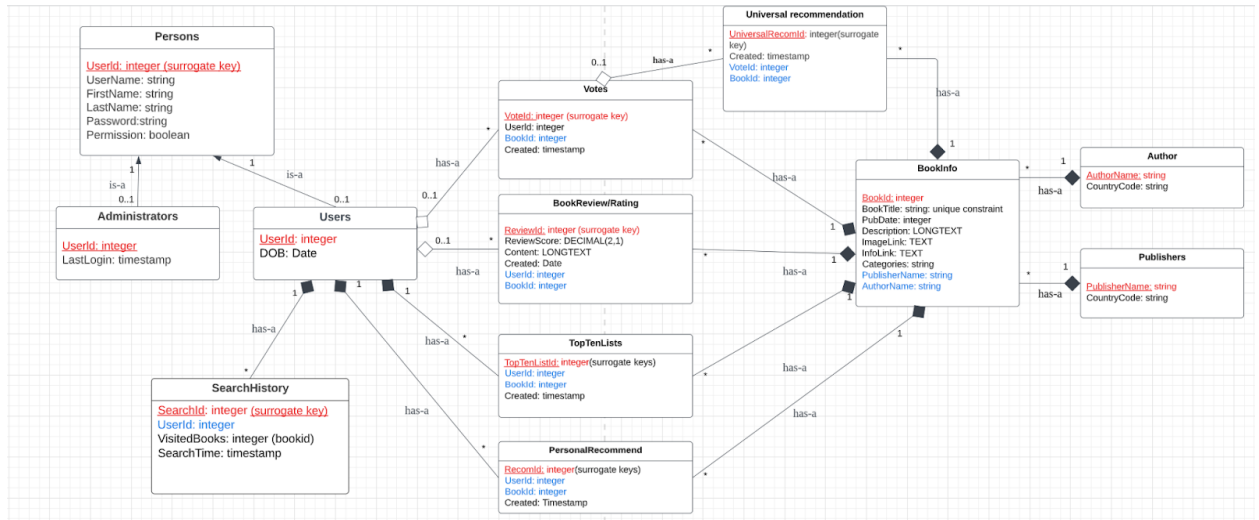 Persons
UserId: integer (surrogate key)
UserName: string
FirstName: string
LastName: string
Password:string
Permission: boolean
1
is-a
0..1
1
is-a
0..1
Administrators
UserId: integer
LastLogin: timestamp
Users
UserId: integer
DOB: Date
1
has-a
*
SearchHistory
SearchId: integer (surrogate key)
UserId: integer
VisitedBooks: integer (bookid)
SearchTime: timestamp
*
has-a
0..1
0..1
*
has-a
1
has-a
*
1
has-a
*
Votes
VoteId: integer (surrogate key)
UserId: integer
BookId: integer
Created: timestamp
BookReview/Rating
ReviewId: integer (surrogate key)
ReviewScore: DECIMAL(2,1)
Content: LONGTEXT
Created: Date
UserId: integer
BookId: integer
TopTenLists
TopTenListId: integer(surrogate keys)
UserId: integer
BookId: integer
Created: timestamp
PersonalRecommend
RecomId: integer(surrogate keys)
UserId: integer
BookId: integer
Created: Timestamp
0..1
has-a
*
Universal recommendation
UniversalRecomId: integer(surrogate
key)
Created: timestamp
VoteId: integer
BookId: integer
*
has-a
1
*
has-a
1
*
has-a
1
*
has-a
1
*
has-a
1
BookInfo
BookId: integer
BookTitle: string: unique constraint
PubDate: integer
Description: LONGTEXT
ImageLink: TEXT
InfoLink: TEXT
Categories: string
PublisherName: string
AuthorName: string
*
1
has-a
*
1
has-a
Author
AuthorName: string
CountryCode: string
Publishers
PublisherName: string
CountryCode: string